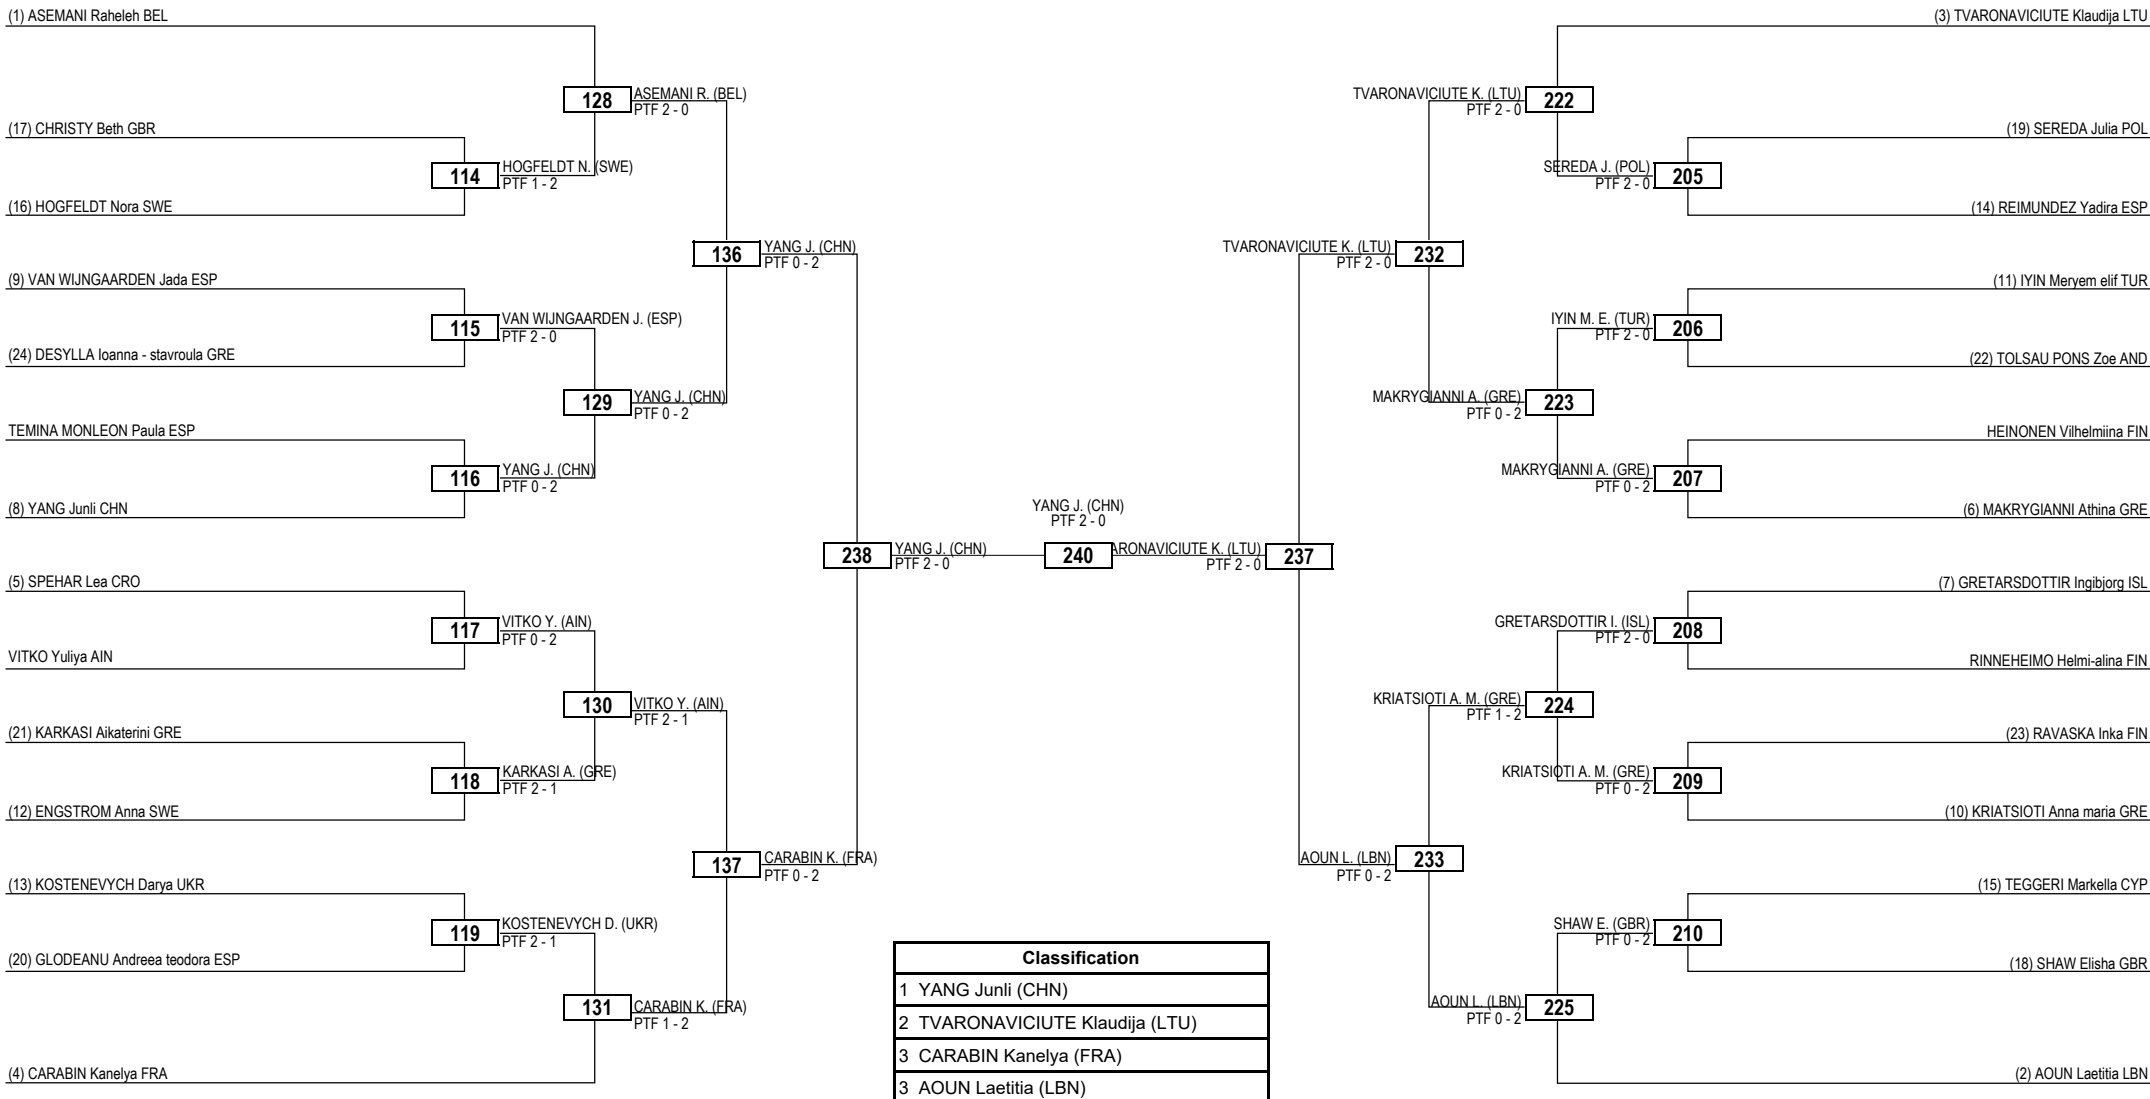 (1) ASEMANI Raheleh BEL
128
ASEMANI R. (BEL)
PTF 2 - 0
(17) CHRISTY Beth GBR
114
HOGFELDT N. (SWE)
PTF 1 - 2
(16) HOGFELDT Nora SWE
136
YANG J. (CHN)
PTF 0 - 2
(9) VAN WIJNGAARDEN Jada ESP
115
VAN WIJNGAARDEN J. (ESP)
PTF 2 - 0
(24) DESYLLA Ioanna - stavroula GRE
129
YANG J. (CHN)
PTF 0 - 2
TEMINA MONLEON Paula ESP
116
YANG J. (CHN)
PTF 0 - 2
(8) YANG Junli CHN
238
YANG J. (CHN)
PTF 2 - 0
(5) SPEHAR Lea CRO
117
VITKO Y. (AIN)
PTF 0 - 2
VITKO Yuliya AIN
130
VITKO Y. (AIN)
PTF 2 - 1
(21) KARKASI Aikaterini GRE
118
KARKASI A. (GRE)
PTF 2 - 1
(12) ENGSTROM Anna SWE
137
CARABIN K. (FRA)
PTF 0 - 2
(13) KOSTENEVYCH Darya UKR
119
KOSTENEVYCH D. (UKR)
PTF 2 - 1
(20) GLODEANU Andreea teodora ESP
131
CARABIN K. (FRA)
PTF 1 - 2
(4) CARABIN Kanelya FRA
YANG J. (CHN)
PTF 2 - 0
240
ARONAVICIUTE K. (LTU)
PTF 2 - 0
237
(3) TVARONAVICIUTE Klaudija LTU
TVARONAVICIUTE K. (LTU)
PTF 2 - 0
222
(19) SEREDA Julia POL
SEREDA J. (POL)
PTF 2 - 0
205
(14) REIMUNDEZ Yadira ESP
TVARONAVICIUTE K. (LTU)
PTF 2 - 0
232
(11) IYIN Meryem elif TUR
IYIN M. E. (TUR)
PTF 2 - 0
206
(22) TOLSAU PONS Zoe AND
MAKRYGIANNI A. (GRE)
PTF 0 - 2
223
HEINONEN Vilhelmiina FIN
MAKRYGIANNI A. (GRE)
PTF 0 - 2
207
(6) MAKRYGIANNI Athina GRE
(7) GRETARSDOTTIR Ingibjorg ISL
GRETARSDOTTIR I. (ISL)
PTF 2 - 0
208
RINNEHEIMO Helmi-alina FIN
KRIATSIOTI A. M. (GRE)
PTF 1 - 2
224
(23) RAVASKA Inka FIN
KRIATSIOTI A. M. (GRE)
PTF 0 - 2
209
(10) KRIATSIOTI Anna maria GRE
AOUN L. (LBN)
PTF 0 - 2
233
(15) TEGGERI Markella CYP
SHAW E. (GBR)
PTF 0 - 2
210
(18) SHAW Elisha GBR
AOUN L. (LBN)
PTF 0 - 2
225
(2) AOUN Laetitia LBN
Classification
1 YANG Junli (CHN)
2 TVARONAVICIUTE Klaudija (LTU)
3 CARABIN Kanelya (FRA)
3 AOUN Laetitia (LBN)